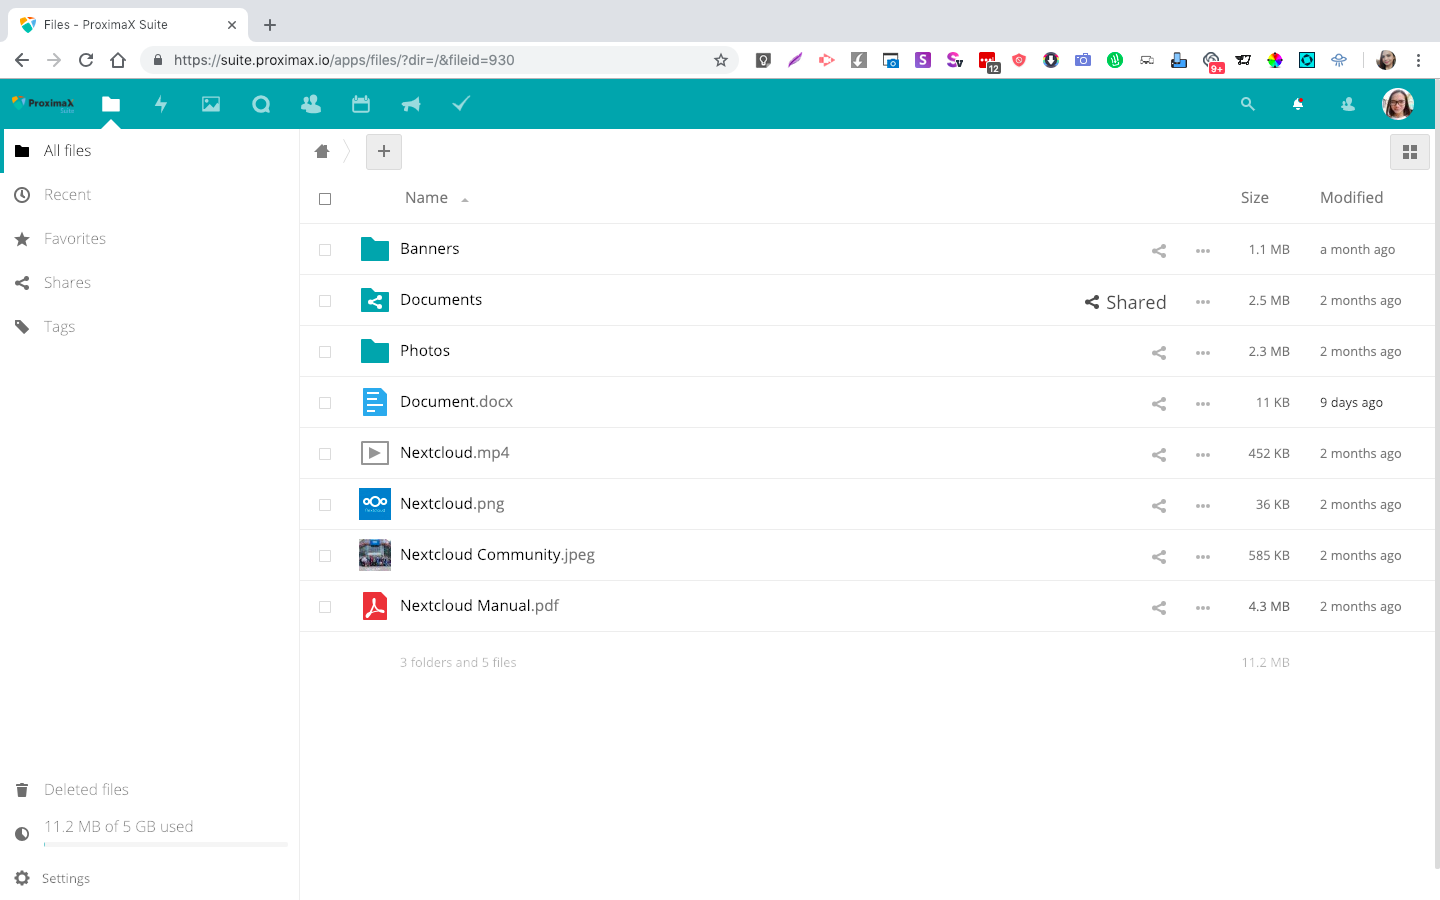 Files - ProximaX Suite
https://suite.proximax.io/apps/files/?dir=/&fileid=930
12
9+
ProximaX
Suite
All files
Recent
Favorites
Shares
Tags
Name
Size
Modified
Banners
1.1 MB
a month ago
Documents
Shared
2.5 MB
2 months ago
Photos
2.3 MB
2 months ago
Document.docx
11 KB
9 days ago
Nextcloud.mp4
452 KB
2 months ago
Nextcloud.png
36 KB
2 months ago
Nextcloud Community.jpeg
585 KB
2 months ago
Nextcloud Manual.pdf
4.3 MB
2 months ago
3 folders and 5 files
11.2 MB
Deleted files
11.2 MB of 5 GB used
Settings